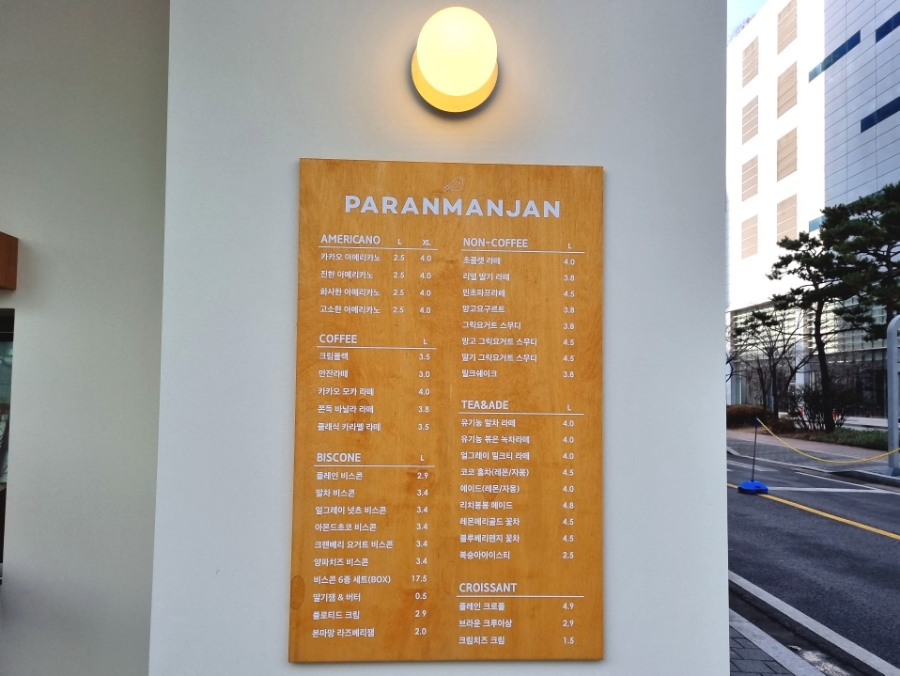 PARANMANJAN
AMERICANO L XL
카카오 아메리카노 2.5 4.0
진한 아메리카노 2.5 4.0
화사한 아메리카노 2.5 4.0
고소한 아메리카노 2.5 4.0
COFFEE L
크림블랙 3.5
만잔라떼 3.0
카카오 모카 라떼 4.0
쫀득 바닐라 라떼 3.8
클래식 카라멜 라떼 3.5
BISCONE L
플레인 비스콘 2.9
말차 비스콘 3.4
얼그레이 넛츠 비스콘 3.4
아몬드초코 비스콘 3.4
크랜베리 요거트 비스콘 3.4
양파치즈 비스콘 3.4
비스콘 6종 세트(BOX) 17.5
딸기잼 & 버터 0.5
클로티드 크림 2.9
본마망 라즈베리잼 2.0
NON-COFFEE L
초콜렛 라떼 4.0
리얼 딸기 라떼 3.8
민초파프라떼 4.5
망고요구르트 3.8
그릭요거트 스무디 3.8
망고 그릭요거트 스무디 4.5
딸기 그릭요거트 스무디 4.5
밀크쉐이크 3.8
TEA&ADE L
유기농 말차 라떼 4.0
유기농 볶은 녹차라떼 4.0
얼그레이 밀크티 라떼 4.0
코코 홍차(레몬/자몽) 4.5
에이드(레몬/자몽) 4.0
리치봉봉 에이드 4.8
레몬베리골드 꽃차 4.5
블루베리맨지 꽃차 4.5
복숭아아이스티 2.5
CROISSANT
플레인 크로플 4.9
브라운 크루아상 2.9
크림치즈 크림 1.5